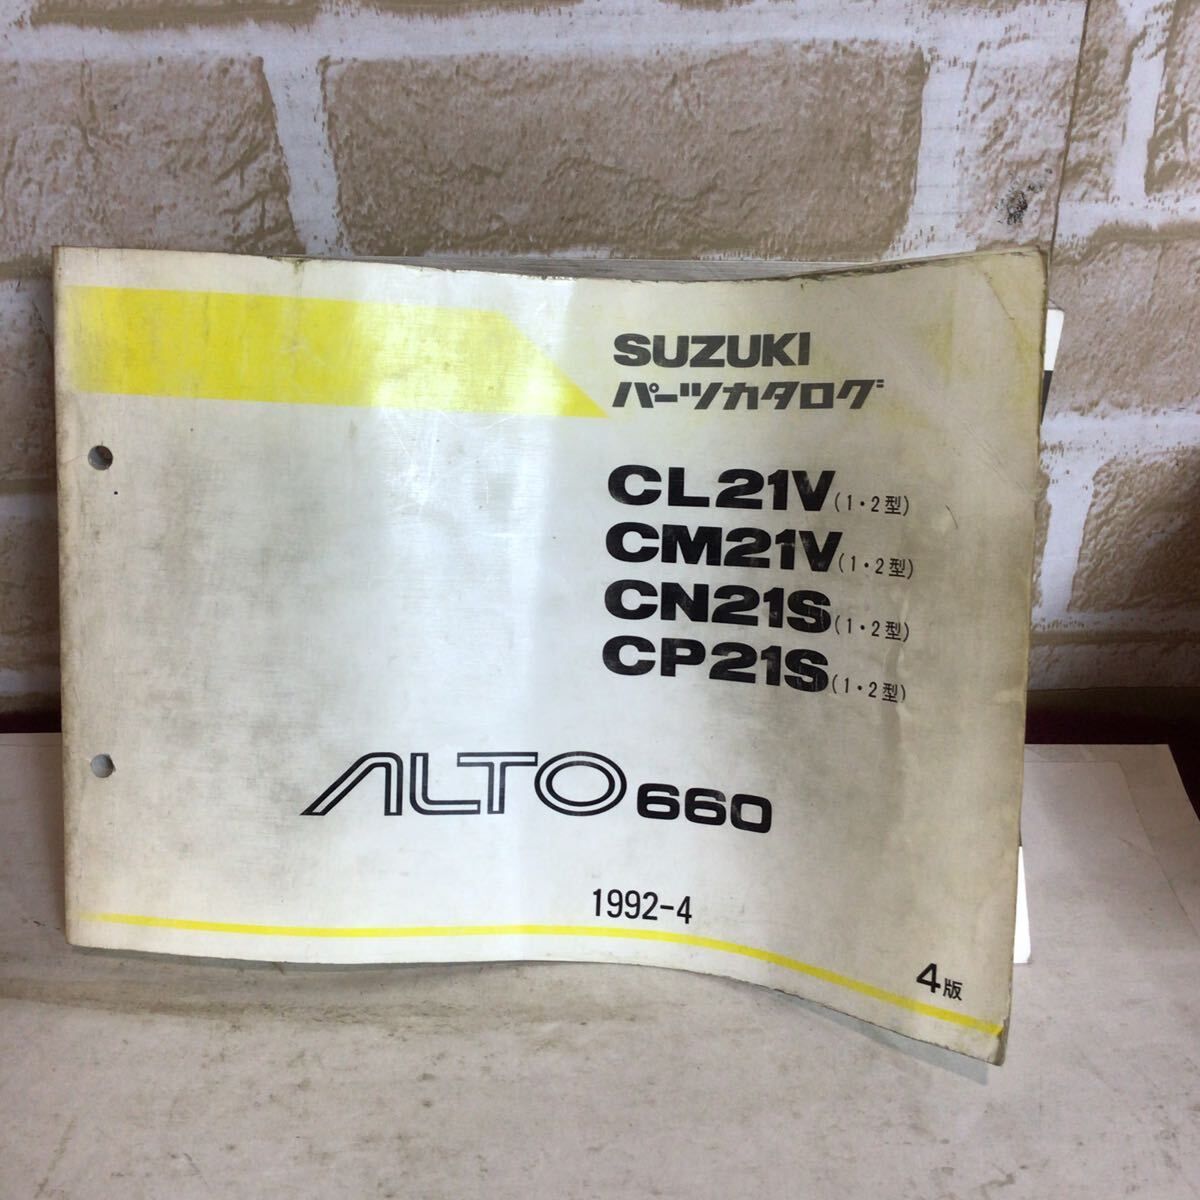 SUZUKI
パーツカタログ
CL21V(1・2型)
CM21V(1・2型)
CN21S(1・2型)
CP21S(1・2型)
ALTO 660
1992-4
4版